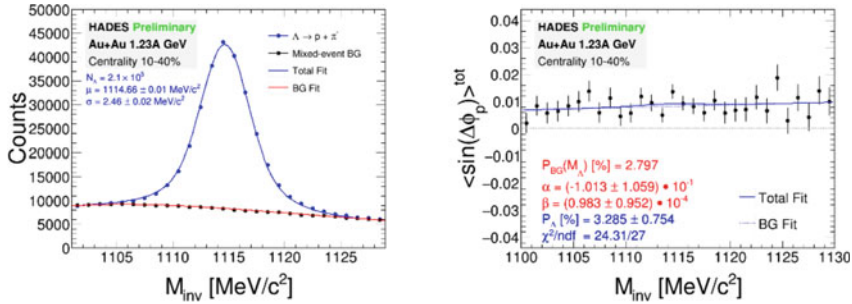 50000
45000
40000
35000
30000
25000
20000
15000
10000
5000
0
Counts
HADES Preliminary
Au+Au 1.23A GeV
Centrality 10-40%
N_Λ = 2.1 × 10⁵
μ = 1114.66 ± 0.01 MeV/c²
σ = 2.46 ± 0.02 MeV/c²
Λ → p + π⁻
Mixed-event BG
Total Fit
BG Fit
1105 1110 1115 1120 1125
M_inv [MeV/c²]
0.04
0.03
0.02
0.01
0
-0.01
-0.02
-0.03
-0.04
<sin(Δϕ_p)>^tot
HADES Preliminary
Au+Au 1.23A GeV
Centrality 10-40%
P_BG(M_Λ) [%] = 2.797
α = (-1.013 ± 1.059) • 10⁻¹
β = (0.983 ± 0.952) • 10⁻⁴
P_Λ [%] = 3.285 ± 0.754
χ²/ndf = 24.31/27
Total Fit
BG Fit
1100 1105 1110 1115 1120 1125 1130
M_inv [MeV/c²]